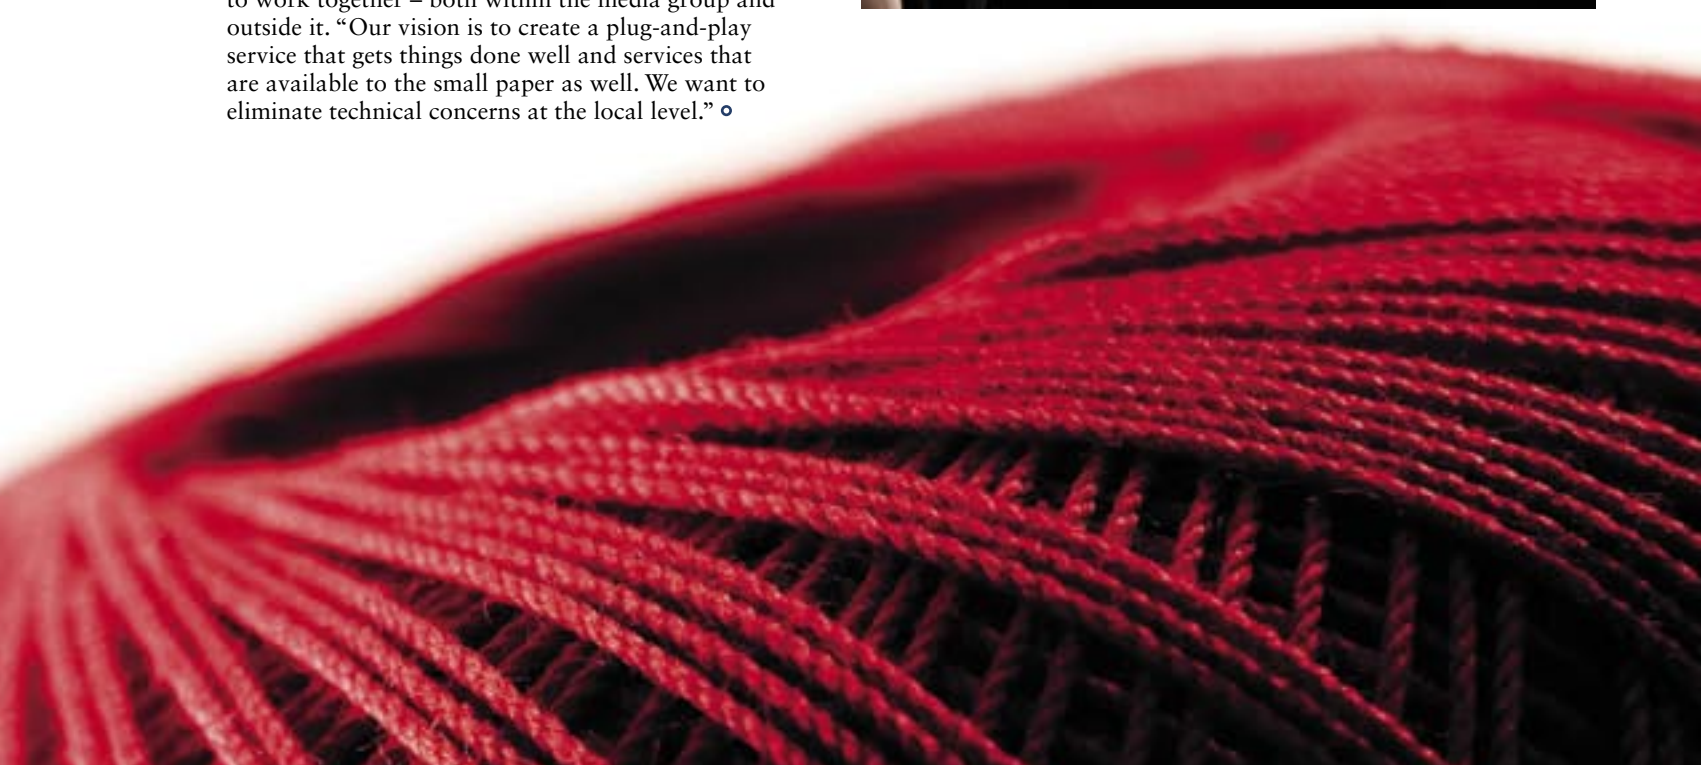 to work together – both within the media group and
outside it. “Our vision is to create a plug-and-play
service that gets things done well and services that
are available to the small paper as well. We want to
eliminate technical concerns at the local level.”